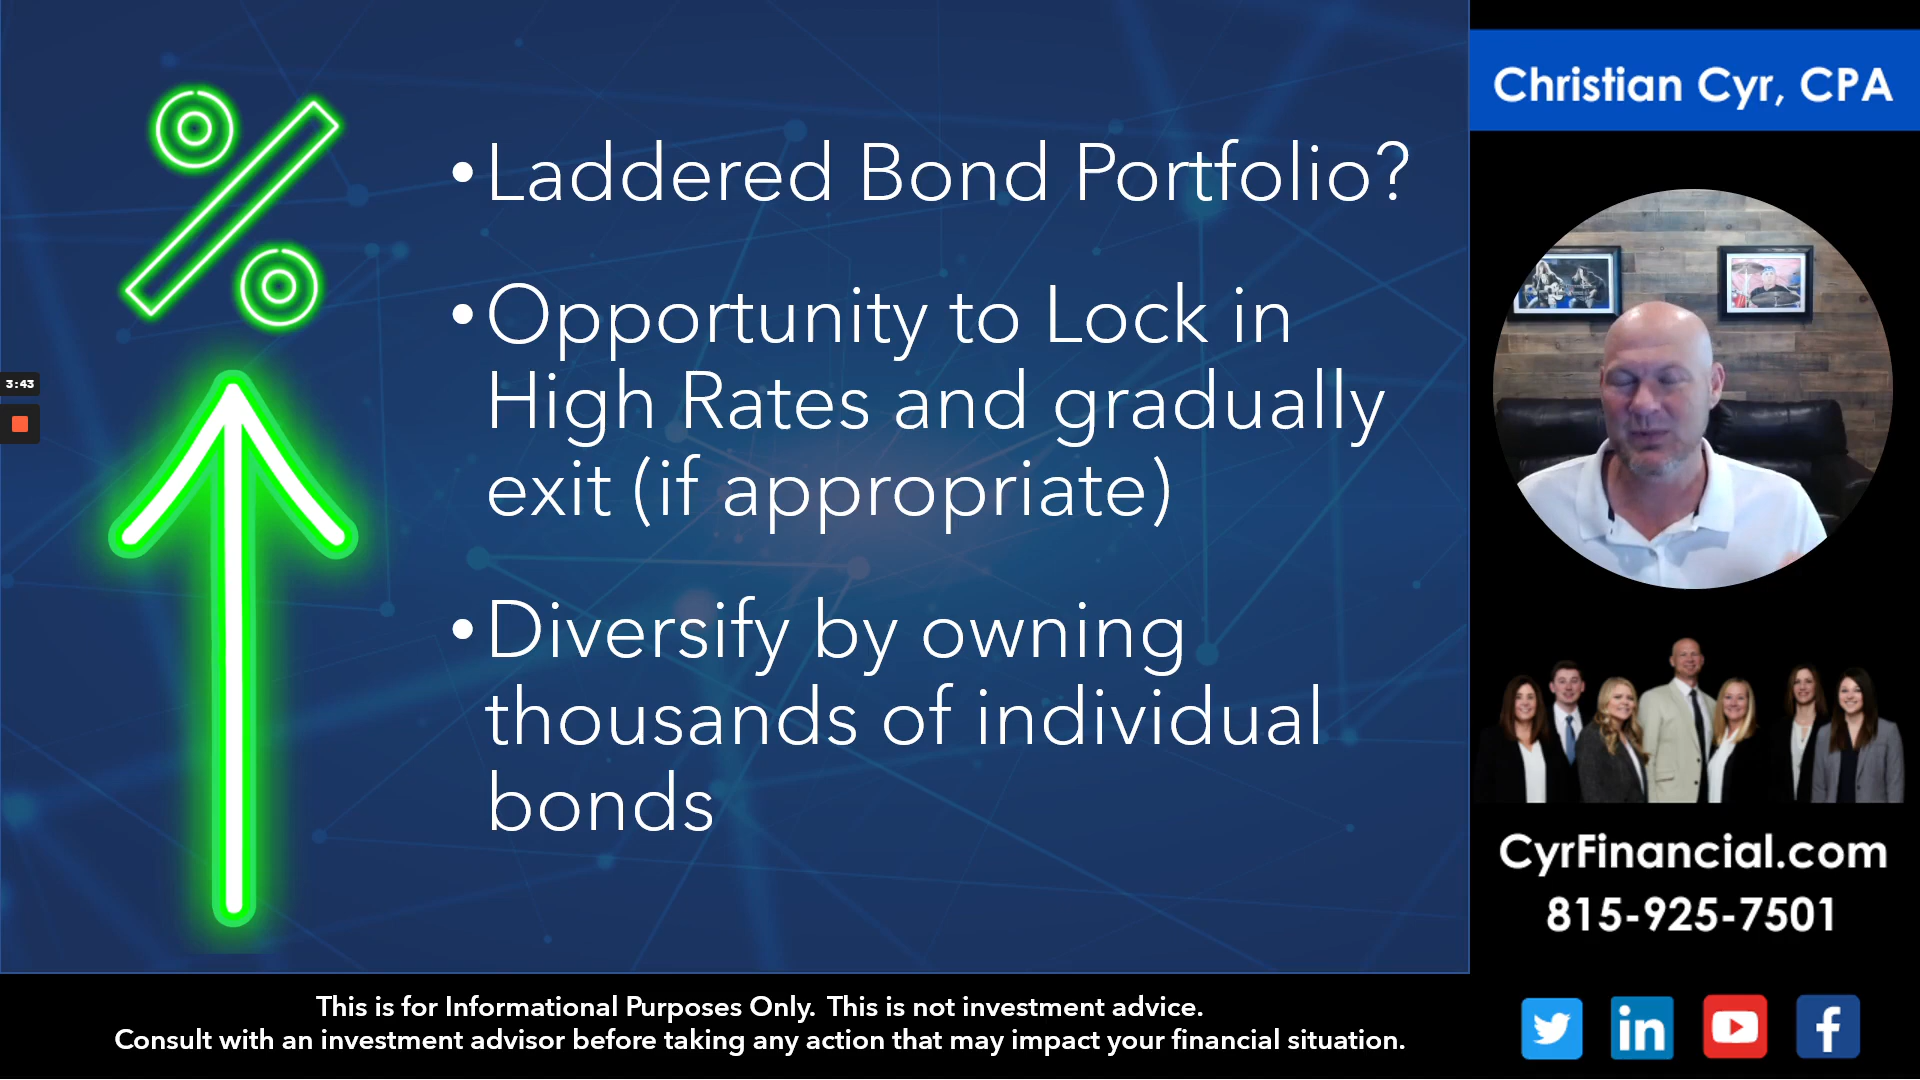 %
• Laddered Bond Portfolio?
• Opportunity to Lock in
High Rates and gradually
exit (if appropriate)
• Diversify by owning
thousands of individual
bonds
3:43
This is for Informational Purposes Only. This is not investment advice.
Consult with an investment advisor before taking any action that may impact your financial situation.
Christian Cyr, CPA
CyrFinancial.com
815-925-7501
in
f